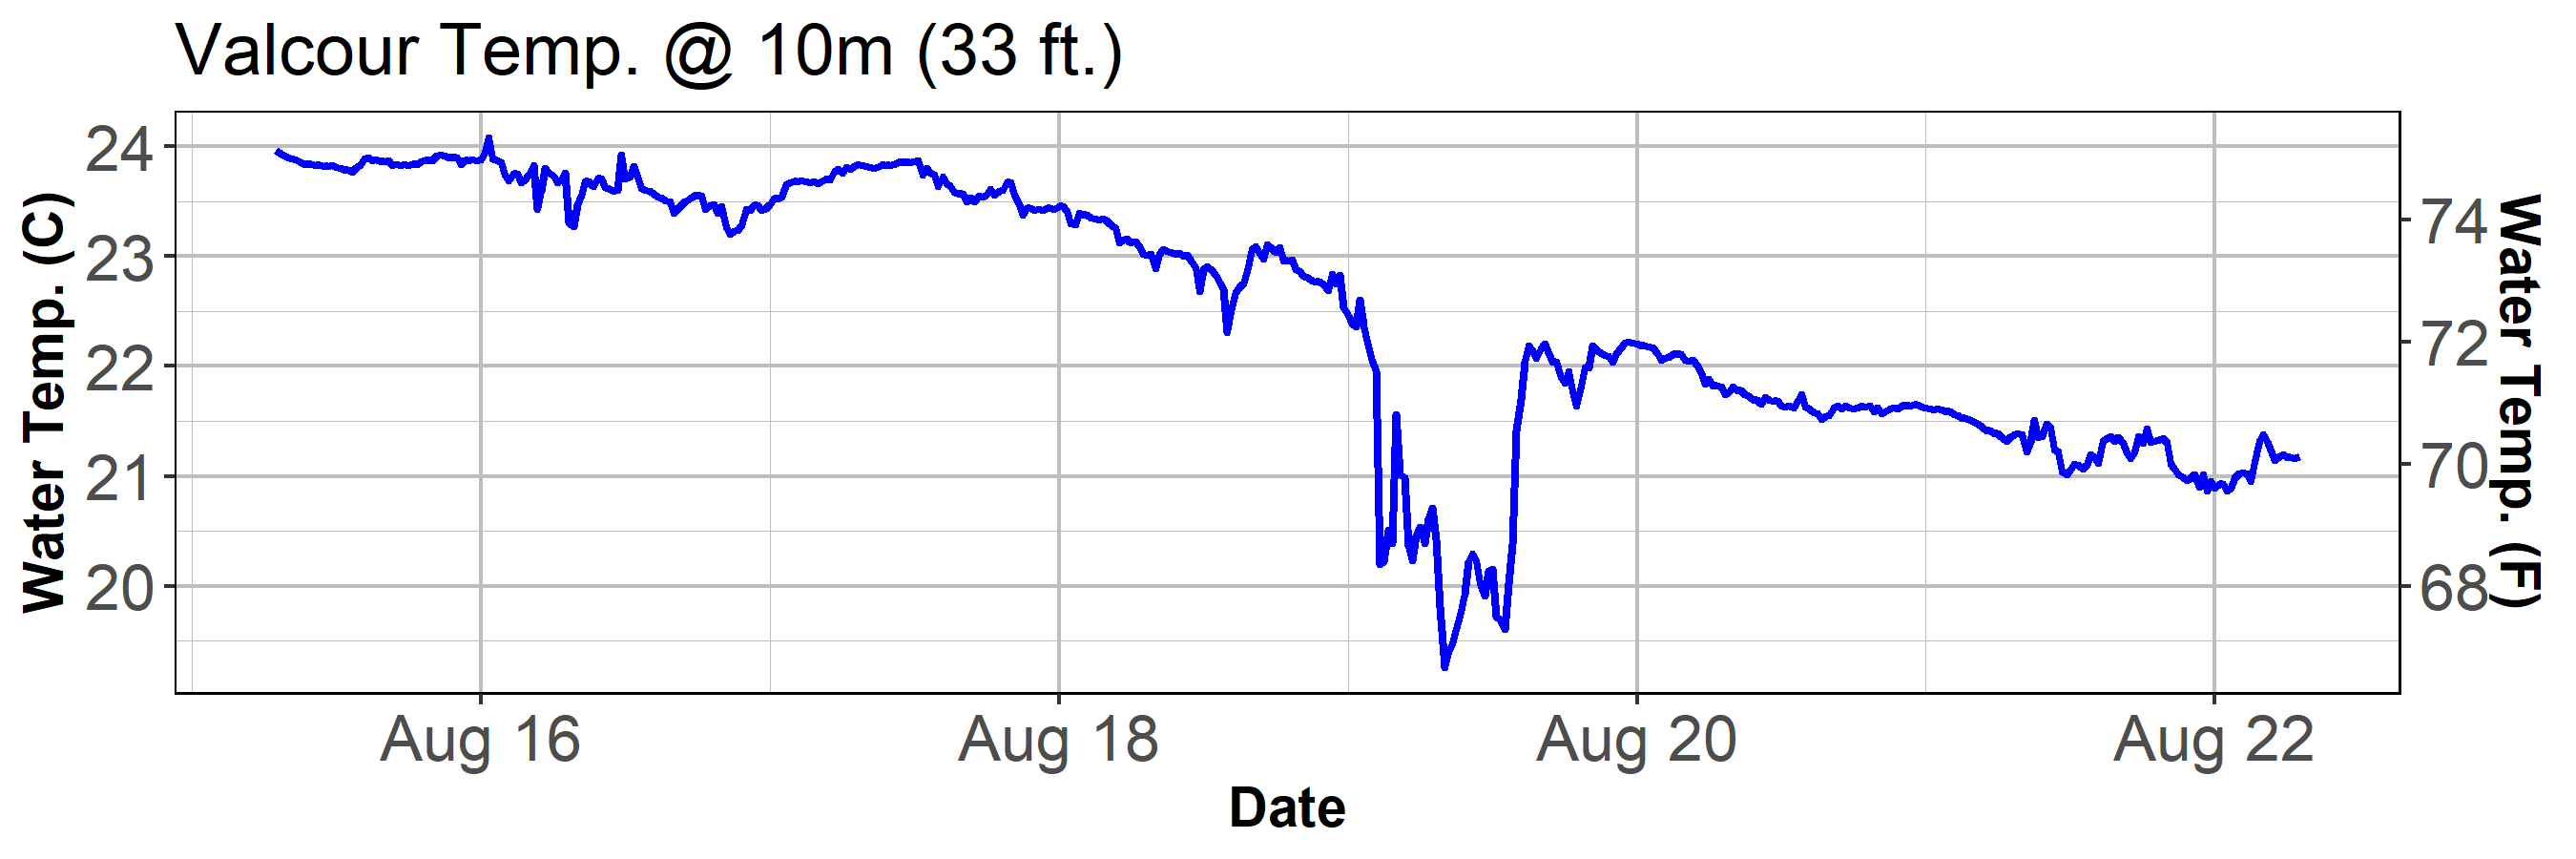 Valcour Temp. @ 10m (33 ft.)
Water Temp. (C)
24
23
22
21
20
74
72
70
68
Water Temp. (F)
Aug 16
Aug 18
Aug 20
Aug 22
Date